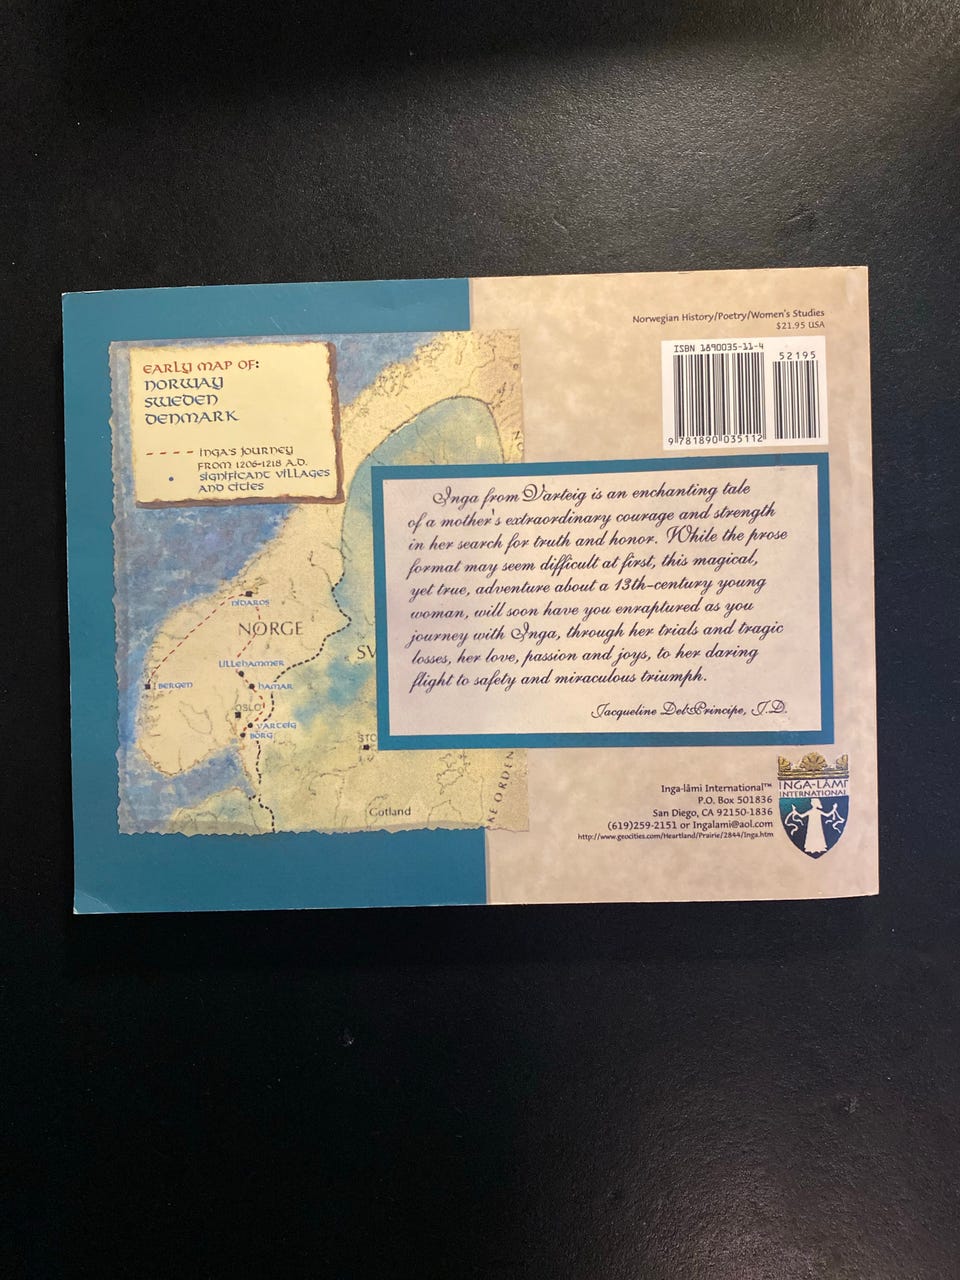 Norwegian History/Poetry/Women's Studies
$21.95 USA
ISBN 1890035-11-4
52195
9 781890 035112
EARLY MAP OF:
NORWAY
SWEDEN
DENMARK
INGA'S JOURNEY
FROM 1206-1218 A.D.
SIGNIFICANT VILLAGES
AND CITIES
NIDAROS
NORGE
LILLEHAMMER
BERGEN
HAMAR
OSLO
VARTEIG
BORG
SV
STO
Gotland
KE ORDEN
Inga from Varteig is an enchanting tale
of a mother's extraordinary courage and strength
in her search for truth and honor. While the prose
format may seem difficult at first, this magical,
yet true, adventure about a 13th-century young
woman, will soon have you enraptured as you
journey with Inga, through her trials and tragic
losses, her love, passion and joys, to her daring
flight to safety and miraculous triumph.
Jacqueline Del Principe, J.D.
Inga-lâmi International™
P.O. Box 501836
San Diego, CA 92150-1836
(619)259-2151 or Ingalami@aol.com
http://www.geocities.com/Heartland/Prairie/2844/Inga.htm
INGA-LÂMI
INTERNATIONAL